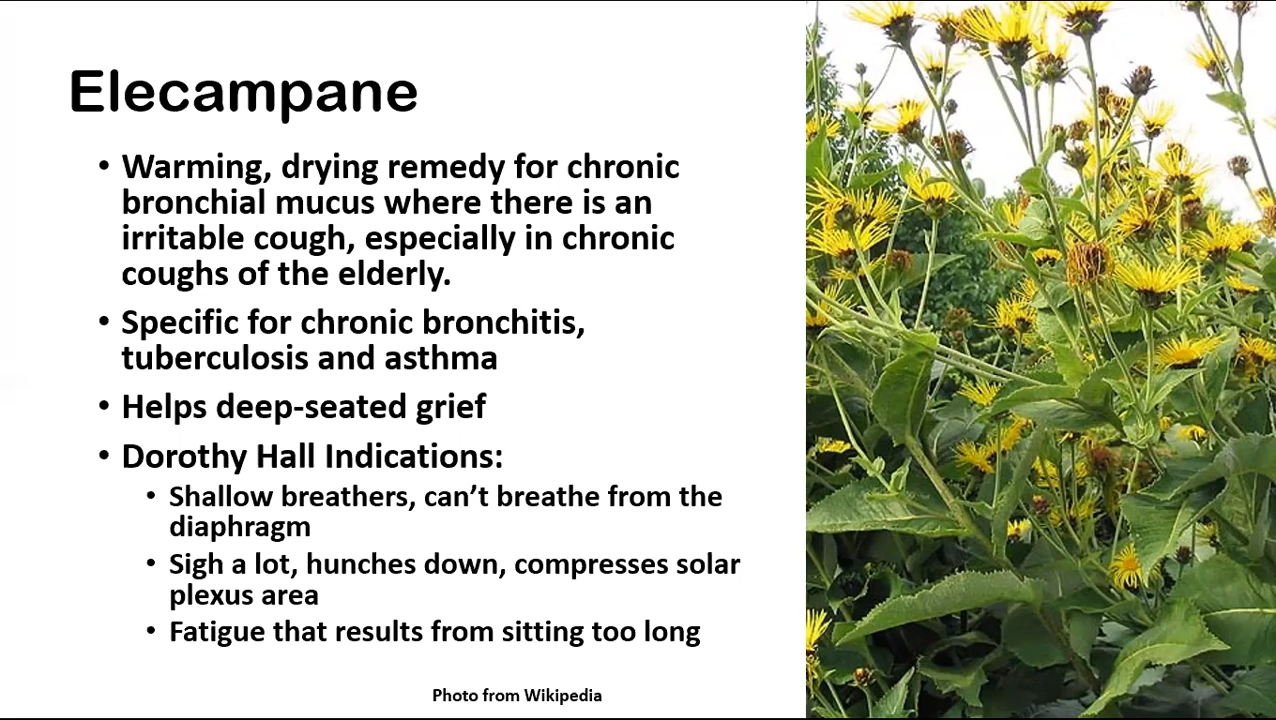 Elecampane
• Warming, drying remedy for chronic
bronchial mucus where there is an
irritable cough, especially in chronic
coughs of the elderly.
• Specific for chronic bronchitis,
tuberculosis and asthma
• Helps deep-seated grief
• Dorothy Hall Indications:
• Shallow breathers, can’t breathe from the
diaphragm
• Sigh a lot, hunches down, compresses solar
plexus area
• Fatigue that results from sitting too long
Photo from Wikipedia